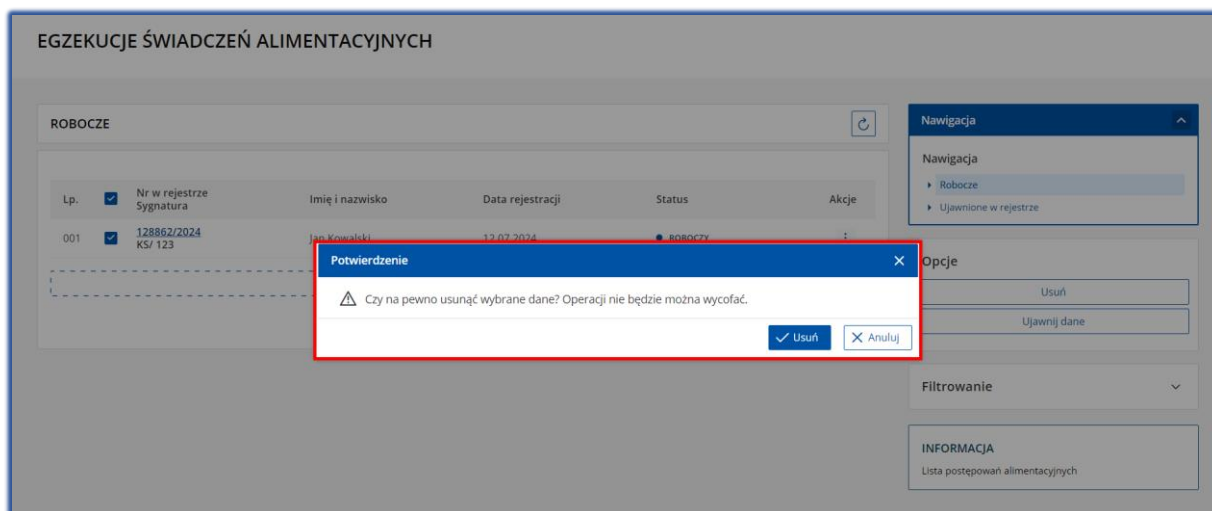 EGZEKUCJE ŚWIADCZEŃ ALIMENTACYJNYCH
ROBOCZE
Lp.
Nr w rejestrze
Sygnatura
Imię i nazwisko
Data rejestracji
Status
Akcje
001
128862/2024
KS/ 123
Jan Kowalski
12.07.2024
ROBOCZY
Potwierdzenie
Czy na pewno usunąć wybrane dane? Operacji nie będzie można wycofać.
Usuń
Anuluj
Nawigacja
Nawigacja
Robocze
Ujawnione w rejestrze
Opcje
Usuń
Ujawnij dane
Filtrowanie
INFORMACJA
Lista postępowań alimentacyjnych